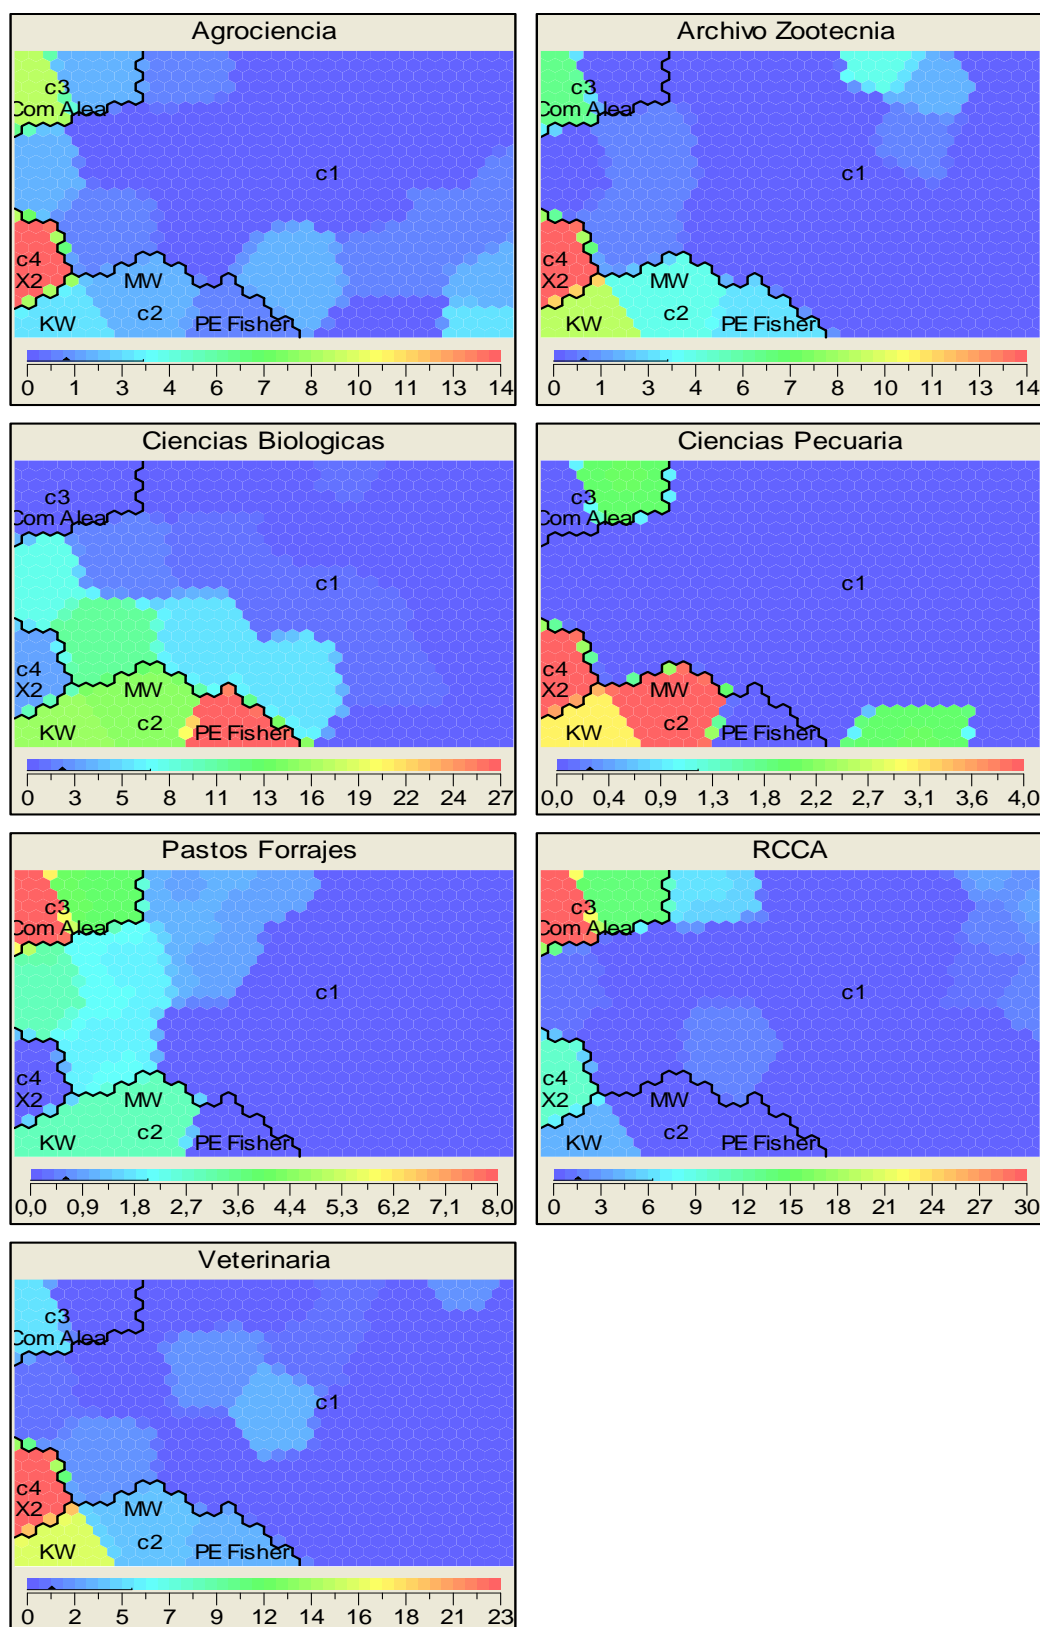 Agrociencia
c3
Com Alea
c1
c4
X2
MW
c2
KW
PE Fisher
0 1 3 4 6 7 8 10 11 13 14
Archivo Zootecnia
c3
Com Alea
c1
c4
X2
MW
c2
KW
PE Fisher
0 1 3 4 6 7 8 10 11 13 14
Ciencias Biologicas
c3
Com Alea
c1
c4
X2
MW
c2
KW
PE Fisher
0 3 5 8 11 13 16 19 22 24 27
Ciencias Pecuaria
c3
Com Alea
c1
c4
X2
MW
c2
KW
PE Fisher
0,0 0,4 0,9 1,3 1,8 2,2 2,7 3,1 3,6 4,0
Pastos Forrajes
c3
Com Alea
c1
c4
X2
MW
c2
KW
PE Fisher
0,0 0,9 1,8 2,7 3,6 4,4 5,3 6,2 7,1 8,0
RCCA
c3
Com Alea
c1
c4
X2
MW
c2
KW
PE Fisher
0 3 6 9 12 15 18 21 24 27 30
Veterinaria
c3
Com Alea
c1
c4
X2
MW
c2
KW
PE Fisher
0 2 5 7 9 12 14 16 18 21 23